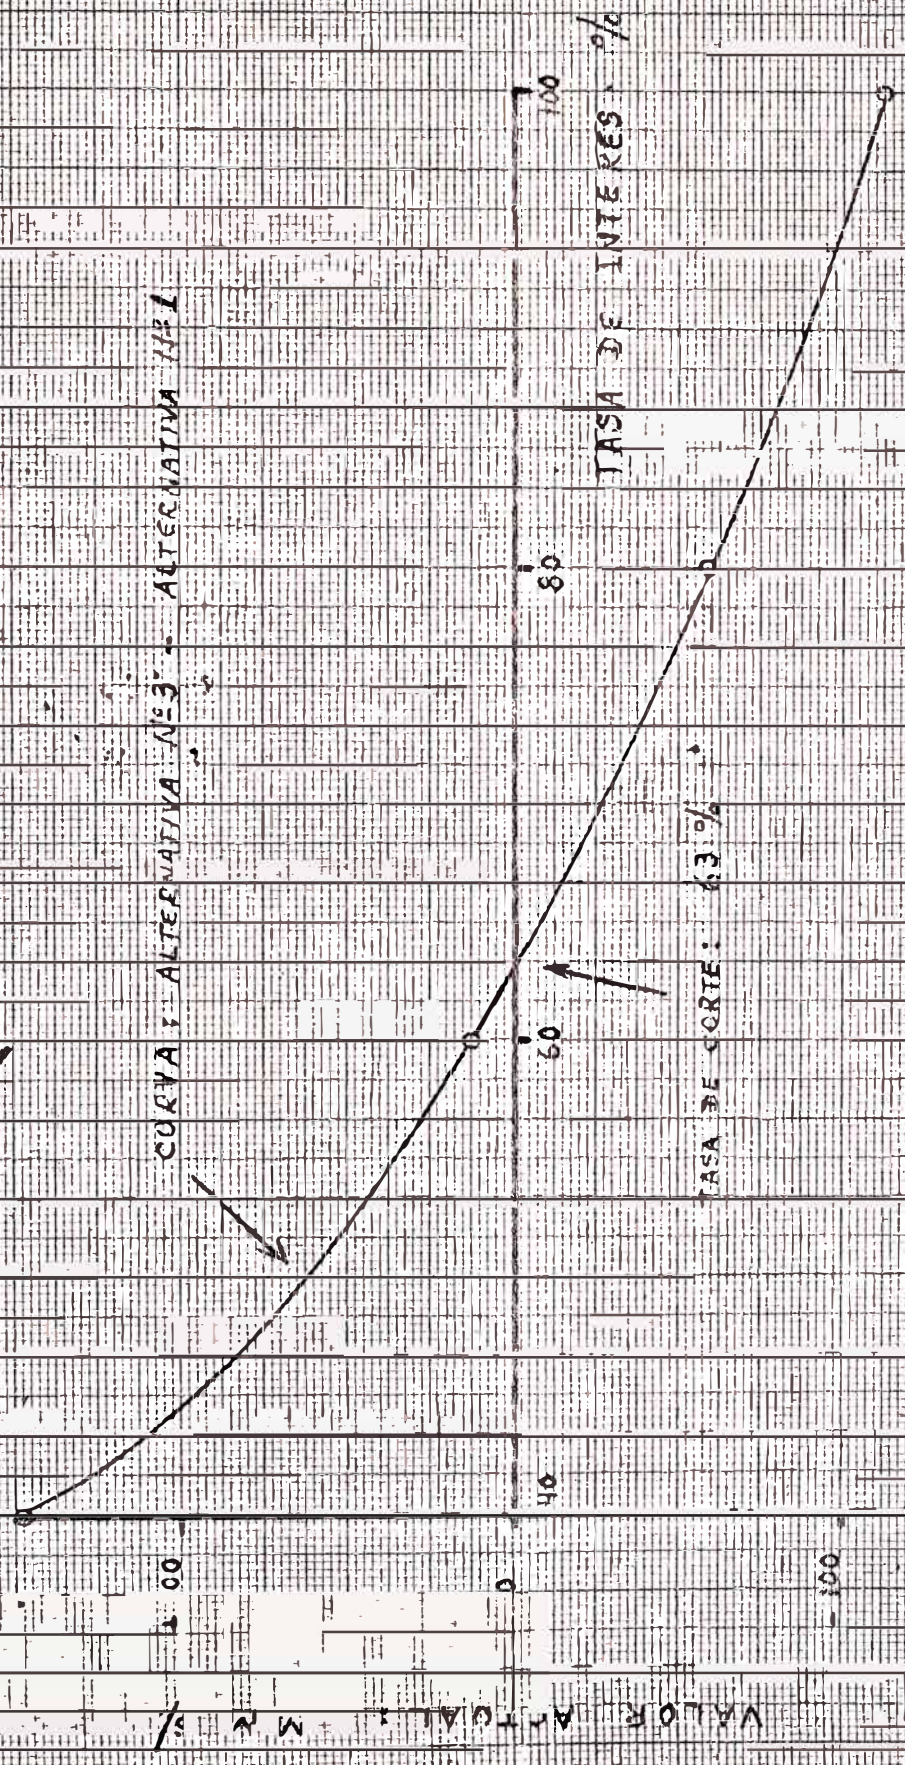 CURVA : ALTERNATIVA Nº3 - ALTERNATIVA Nº1
100
0
-100
40
60
80
100
TASA DE INTERES %
TASA DE CORTE: 63 %
VALOR ACTUAL